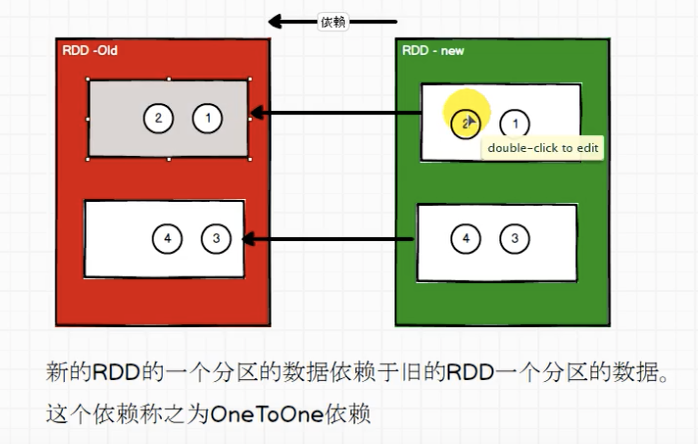 依赖
RDD -Old
RDD - new
2 1
2 1
double-click to edit
4 3
4 3
新的RDD的一个分区的数据依赖于旧的RDD一个分区的数据。
这个依赖称之为OneToOne依赖